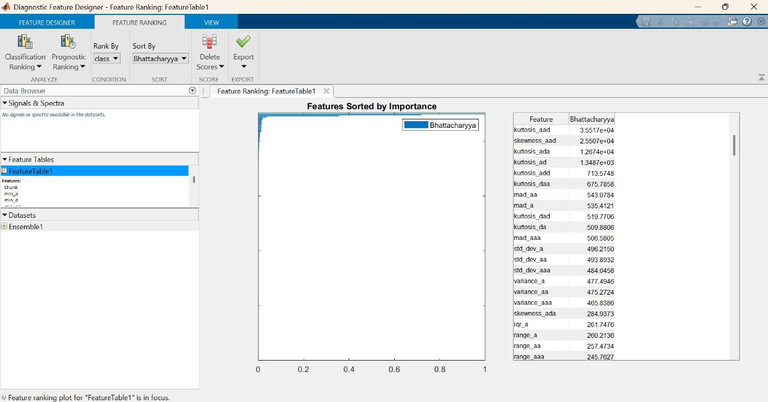 Diagnostic Feature Designer - Feature Ranking: FeatureTable1
FEATURE DESIGNER FEATURE RANKING VIEW
Classification Ranking
Prognostic Ranking
Rank By
class
Sort By
Bhattacharyya
Delete Scores
Export
ANALYZE CONDITION SORT SCORE EXPORT
Data Browser
Signals & Spectra
No signals or spectra available in the datasets.
Feature Tables
FeatureTable1
Features:
Chunk
min_a
min_d
Datasets
Ensemble1
Feature Ranking: FeatureTable1
Features Sorted by Importance
Bhattacharyya
0 0.2 0.4 0.6 0.8 1
Feature Bhattacharyya
kurtosis_aad 3.5517e+04
skewness_aad 2.5507e+04
kurtosis_ada 1.2674e+04
kurtosis_ad 1.3487e+03
kurtosis_add 713.5748
kurtosis_daa 675.7858
mad_aa 543.0784
mad_a 535.4121
kurtosis_dad 519.7706
kurtosis_da 509.8806
mad_aaa 506.5805
std_dev_a 496.2150
std_dev_aa 493.8932
std_dev_aaa 484.0458
variance_a 477.4946
variance_aa 475.2724
variance_aaa 465.8386
skewness_ada 284.9373
iqr_a 261.7476
range_a 260.2136
range_aa 257.4734
range_aaa 245.7627
Feature ranking plot for "FeatureTable1" is in focus.